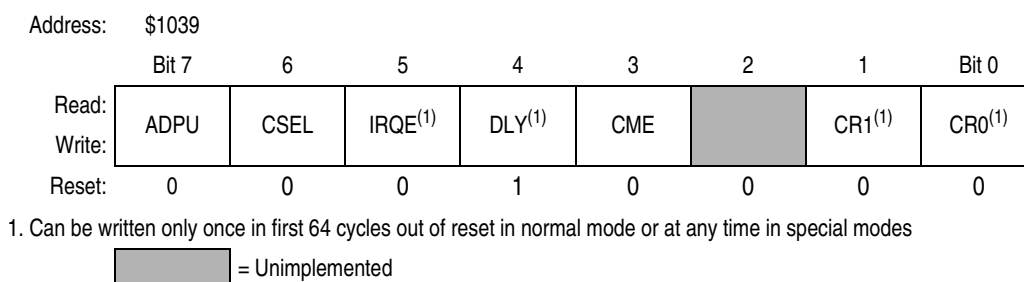 Address: $1039
Bit 7 6 5 4 3 2 1 Bit 0
Read:
ADPU CSEL IRQE(1) DLY(1) CME CR1(1) CR0(1)
Write:
Reset: 0 0 0 1 0 0 0 0
1. Can be written only once in first 64 cycles out of reset in normal mode or at any time in special modes
= Unimplemented